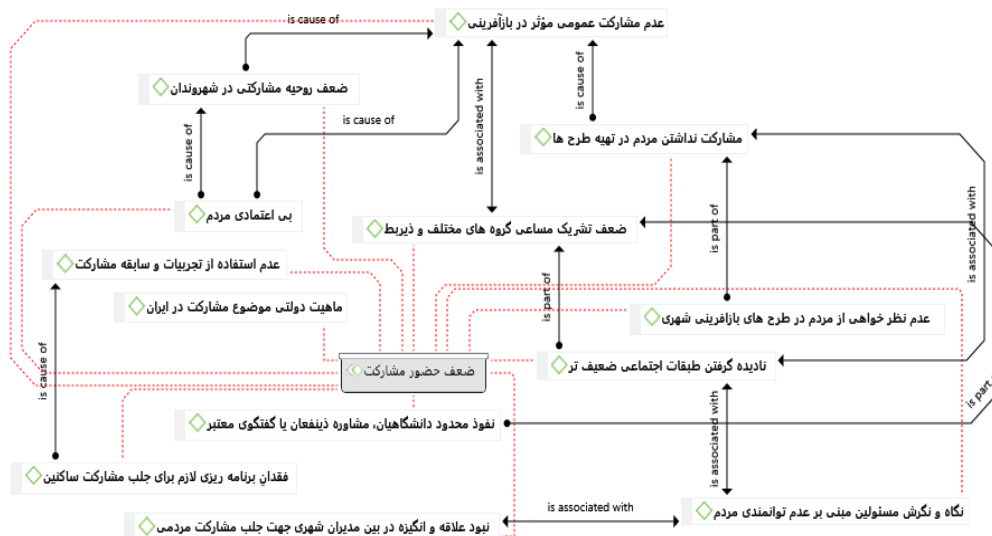 عدم مشارکت عمومی مؤثر در بازآفرینی
is cause of
ضعف روحیه مشارکتی در شهروندان
is cause of
is cause of
is cause of
is associated with
مشارکت نداشتن مردم در تهیه طرح ها
بی اعتمادی مردم
ضعف تشریک مساعی گروه های مختلف و ذیربط
is part of
is associated with
عدم استفاده از تجربیات و سابقه مشارکت
ماهیت دولتی موضوع مشارکت در ایران
is part of
عدم نظر خواهی از مردم در طرح های بازافرینی شهری
is cause of
ضعف حضور مشارکت
نادیده گرفتن طبقات اجتماعی ضعیف تر
is part
نفوذ محدود دانشگاهیان، مشاوره ذینفعان یا گفتگوی معتبر
is associated with
فقدان برنامه ریزی لازم برای جلب مشارکت ساکنین
is associated with
نگاه و نگرش مسئولین مبنی بر عدم توانمندی مردم
نبود علاقه و انگیزه در بین مدیران شهری جهت جلب مشارکت مردمی